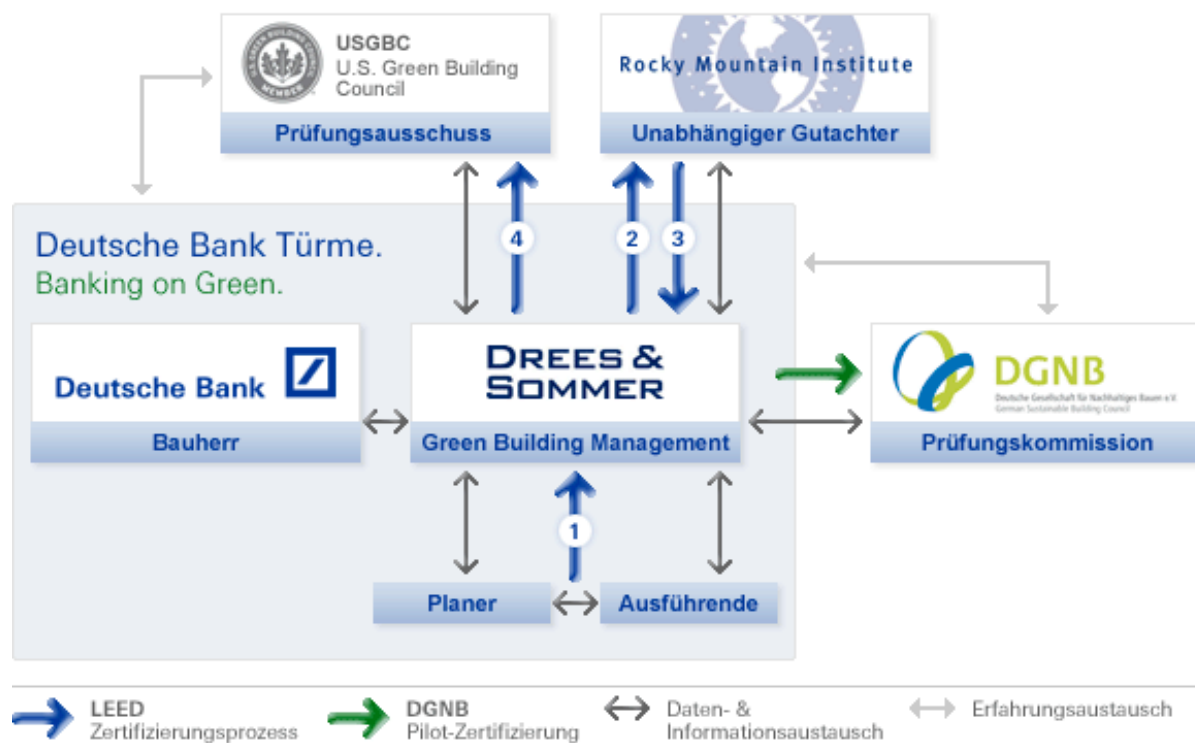 USGBC
U.S. Green Building
Council
Prüfungsausschuss
Rocky Mountain Institute
Unabhängiger Gutachter
4
2
3
Deutsche Bank Türme.
Banking on Green.
Deutsche Bank
Bauherr
DREES &
SOMMER
Green Building Management
DGNB
Deutsche Gesellschaft für Nachhaltiges Bauen e.V.
German Sustainable Building Council
Prüfungskommission
1
Planer
Ausführende
LEED
Zertifizierungsprozess
DGNB
Pilot-Zertifizierung
Daten- &
Informationsaustausch
Erfahrungsaustausch